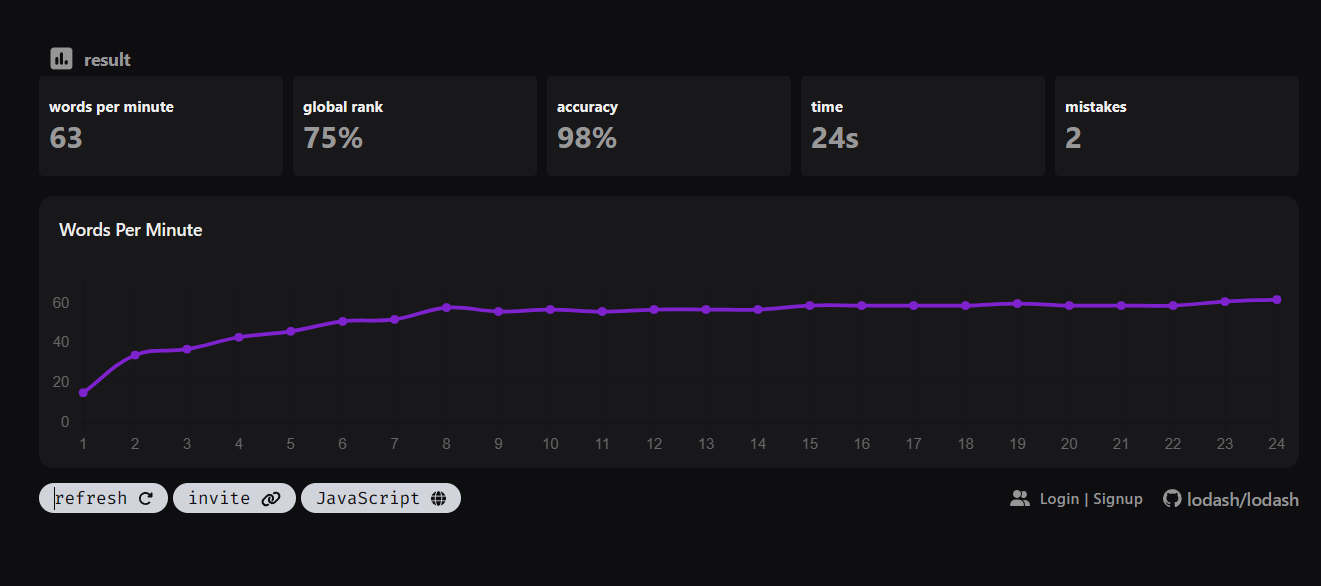 result
words per minute
63
global rank
75%
accuracy
98%
time
24s
mistakes
2
Words Per Minute
60
40
20
0
1 2 3 4 5 6 7 8 9 10 11 12 13 14 15 16 17 18 19 20 21 22 23 24
refresh invite JavaScript Login | Signup lodash/lodash